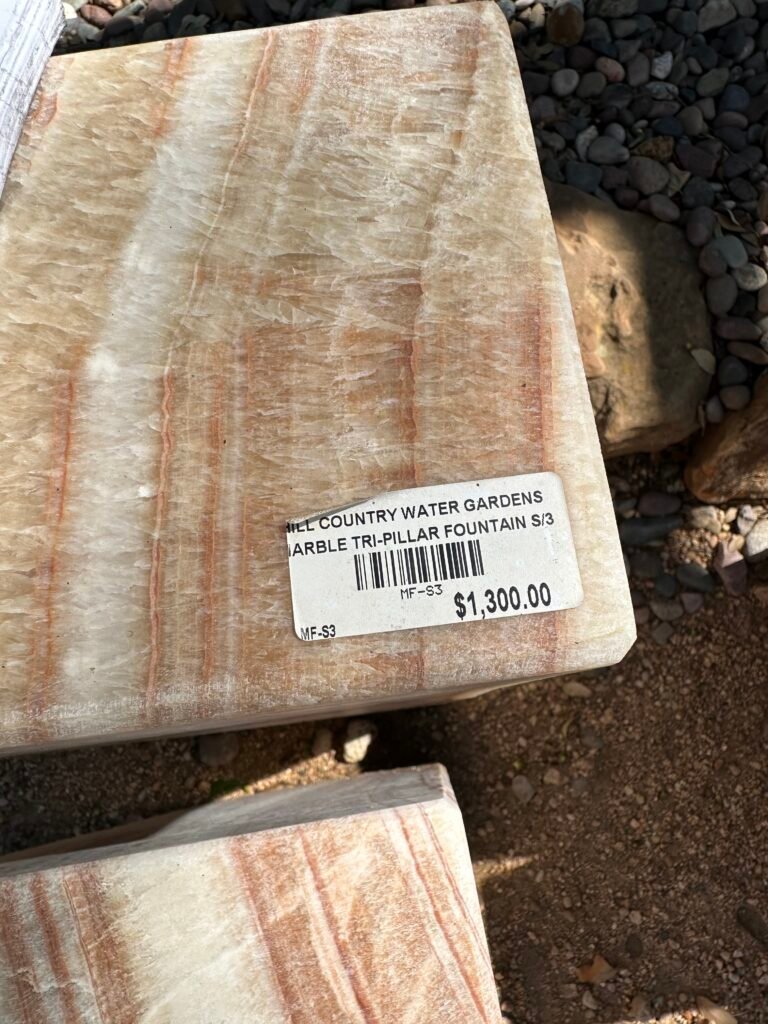 HILL COUNTRY WATER GARDENS
MARBLE TRI-PILLAR FOUNTAIN S/3
MF-S3
$1,300.00
MF-S3